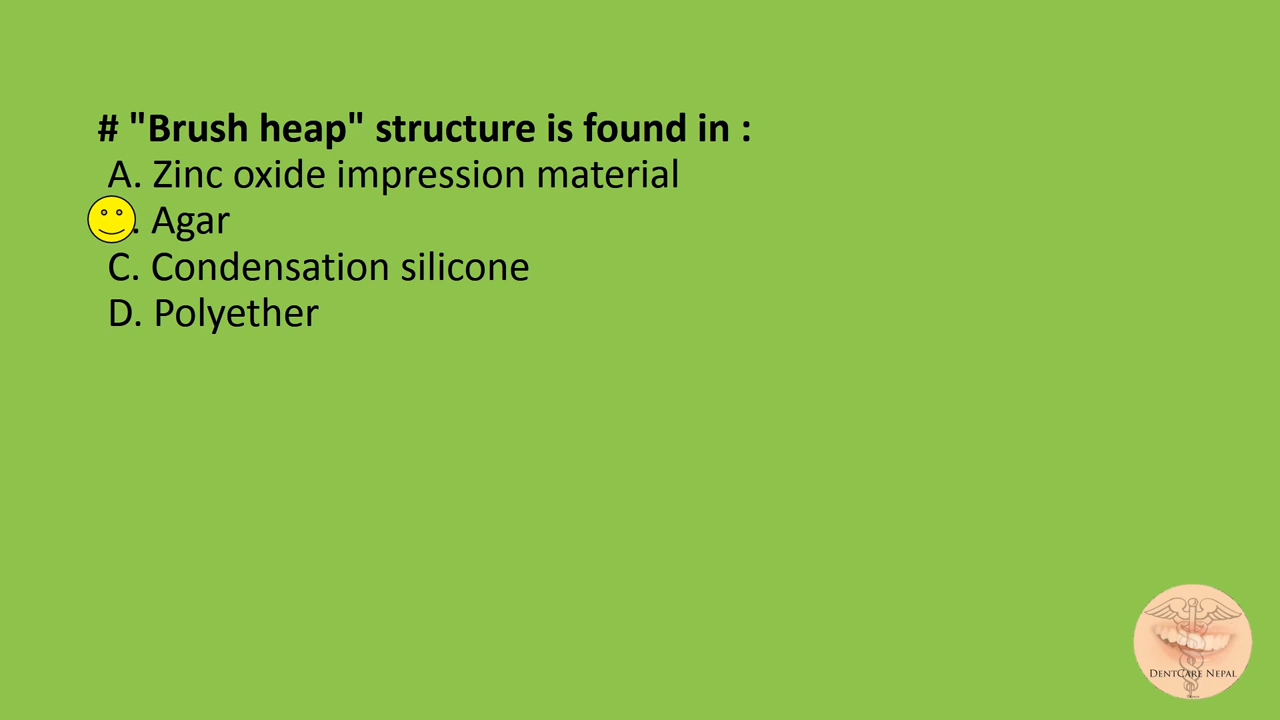 # "Brush heap" structure is found in :
A. Zinc oxide impression material
. Agar
C. Condensation silicone
D. Polyether
DentCare Nepal